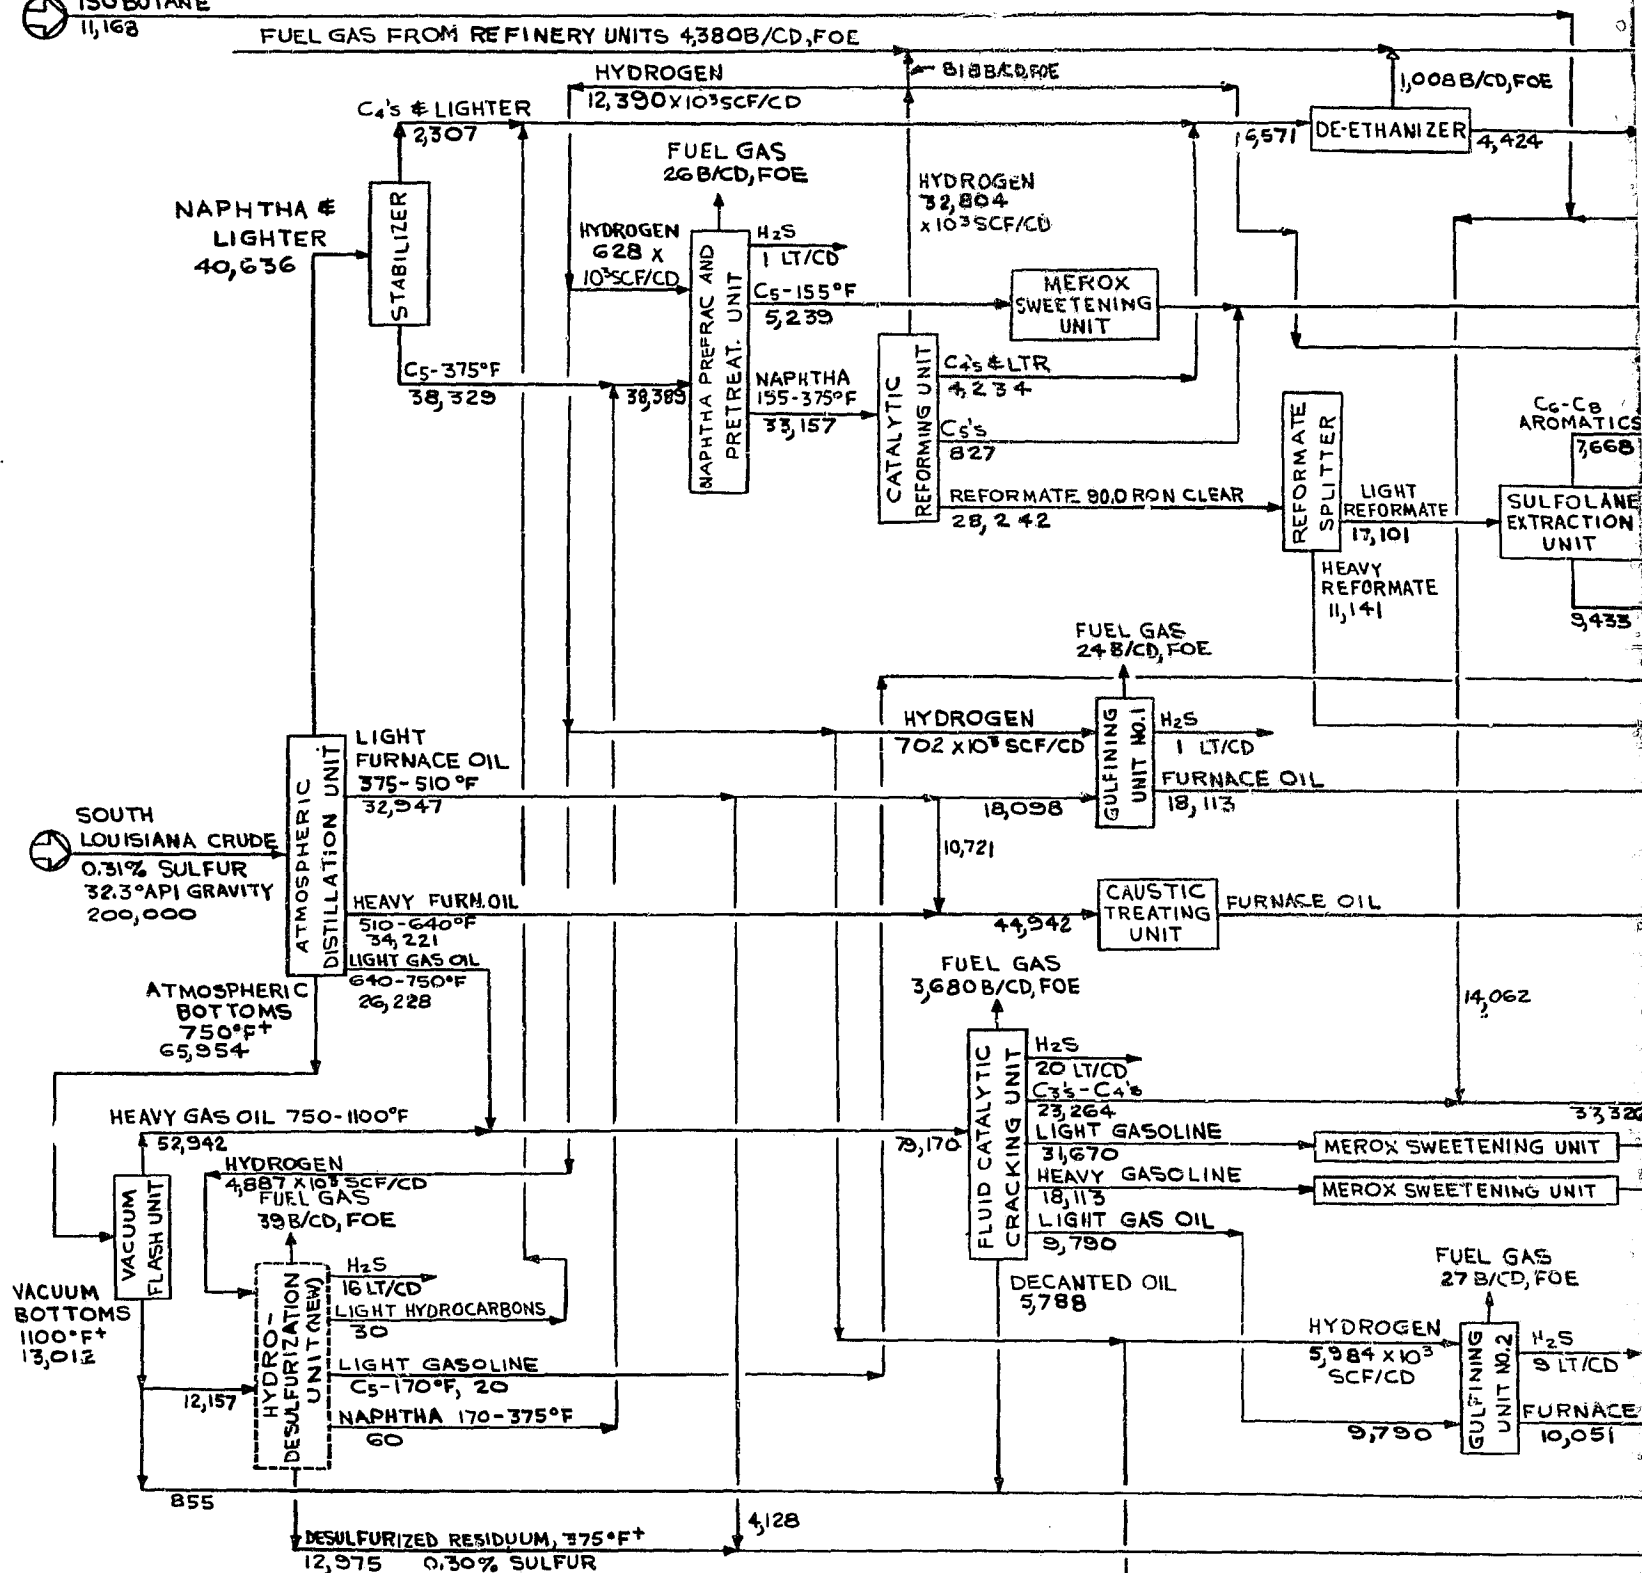 ISOBUTANE
11,168
FUEL GAS FROM REFINERY UNITS 4,380B/CD,FOE
818B/CD,FOE
HYDROGEN
12,390X10³SCF/CD
1,008B/CD,FOE
C₄'s & LIGHTER
2,307
6,571
DE-ETHANIZER
4,424
FUEL GAS
26B/CD,FOE
HYDROGEN
32,804
X10³SCF/CD
NAPHTHA &
LIGHTER
40,636
STABILIZER
HYDROGEN
628 X
10³SCF/CD
NAPHTHA PREFRAC AND
PRETREAT. UNIT
H₂S
1 LT/CD
C₅-155°F
5,239
MEROX
SWEETENING
UNIT
C₅-375°F
38,329
38,389
NAPHTHA
155-375°F
33,157
CATALYTIC
REFORMING UNIT
C₄'s & LTR
4,234
C₅'s
827
REFORMATE 90.0 RON CLEAR
28,242
REFORMATE
SPLITTER
LIGHT
REFORMATE
17,101
HEAVY
REFORMATE
11,141
C₆-C₈
AROMATICS
7,668
SULFOLANE
EXTRACTION
UNIT
9,433
FUEL GAS
24B/CD,FOE
HYDROGEN
702 X10³ SCF/CD
GULFINING
UNIT NO.1
H₂S
1 LT/CD
FURNACE OIL
18,113
LIGHT
FURNACE OIL
375-510°F
32,947
18,098
10,721
SOUTH
LOUISIANA CRUDE
0.31% SULFUR
32.3°API GRAVITY
200,000
ATMOSPHERIC
DISTILLATION UNIT
HEAVY FURN.OIL
510-640°F
34,221
44,942
CAUSTIC
TREATING
UNIT
FURNACE OIL
LIGHT GAS OIL
640-750°F
26,228
ATMOSPHERIC
BOTTOMS
750°F+
65,954
FUEL GAS
3,680B/CD,FOE
14,062
FLUID CATALYTIC
CRACKING UNIT
H₂S
20 LT/CD
C₃'s-C₄'s
23,264
HEAVY GAS OIL 750-1100°F
52,942
79,170
LIGHT GASOLINE
31,670
MEROX SWEETENING UNIT
HEAVY GASOLINE
18,113
MEROX SWEETENING UNIT
LIGHT GAS OIL
9,790
HYDROGEN
4,887 X10³ SCF/CD
FUEL GAS
39B/CD,FOE
VACUUM
FLASH UNIT
VACUUM
BOTTOMS
1100°F+
13,012
HYDRO-
DESULFURIZATION
UNIT(NEW)
H₂S
16 LT/CD
LIGHT HYDROCARBONS
30
LIGHT GASOLINE
C₅-170°F, 20
12,157
NAPHTHA 170-375°F
60
DECANTED OIL
5,788
FUEL GAS
27B/CD,FOE
HYDROGEN
5,984 X10³
SCF/CD
GULFINING
UNIT NO.2
H₂S
9 LT/CD
FURNACE
10,051
9,790
855
4,128
DESULFURIZED RESIDUUM, 375°F+
12,975 0.30% SULFUR